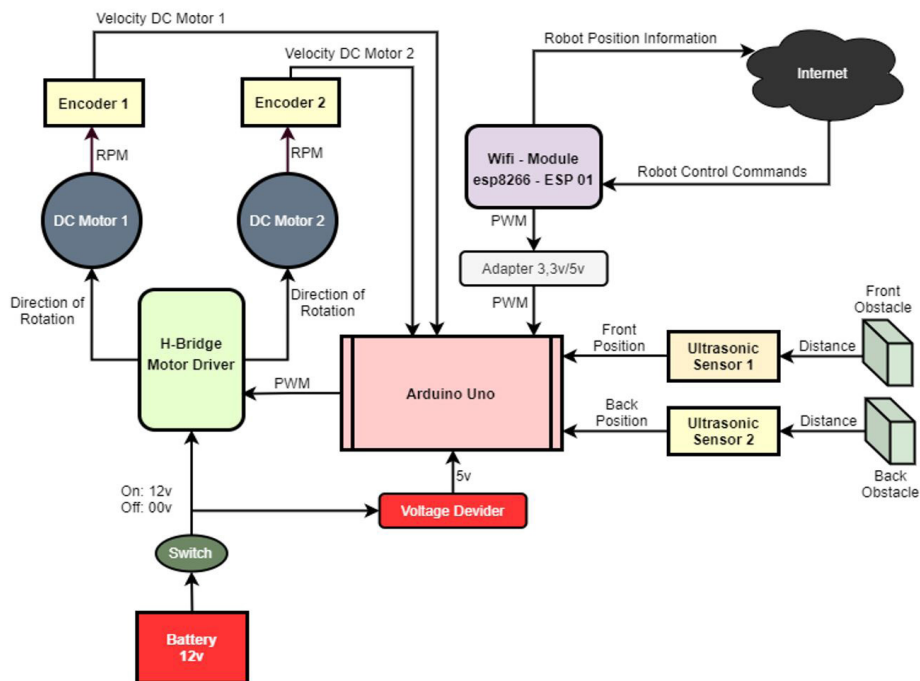 Velocity DC Motor 1
Velocity DC Motor 2
Robot Position Information
Internet
Encoder 1
Encoder 2
Wifi - Module
esp8266 - ESP 01
RPM
RPM
Robot Control Commands
DC Motor 1
DC Motor 2
PWM
Adapter 3,3v/5v
PWM
Direction of
Rotation
Direction of
Rotation
Front
Obstacle
H-Bridge
Motor Driver
Front
Position
Ultrasonic
Sensor 1
Distance
PWM
Arduino Uno
Back
Position
Ultrasonic
Sensor 2
Distance
Back
Obstacle
5v
On: 12v
Off: 00v
Voltage Devider
Switch
Battery
12v